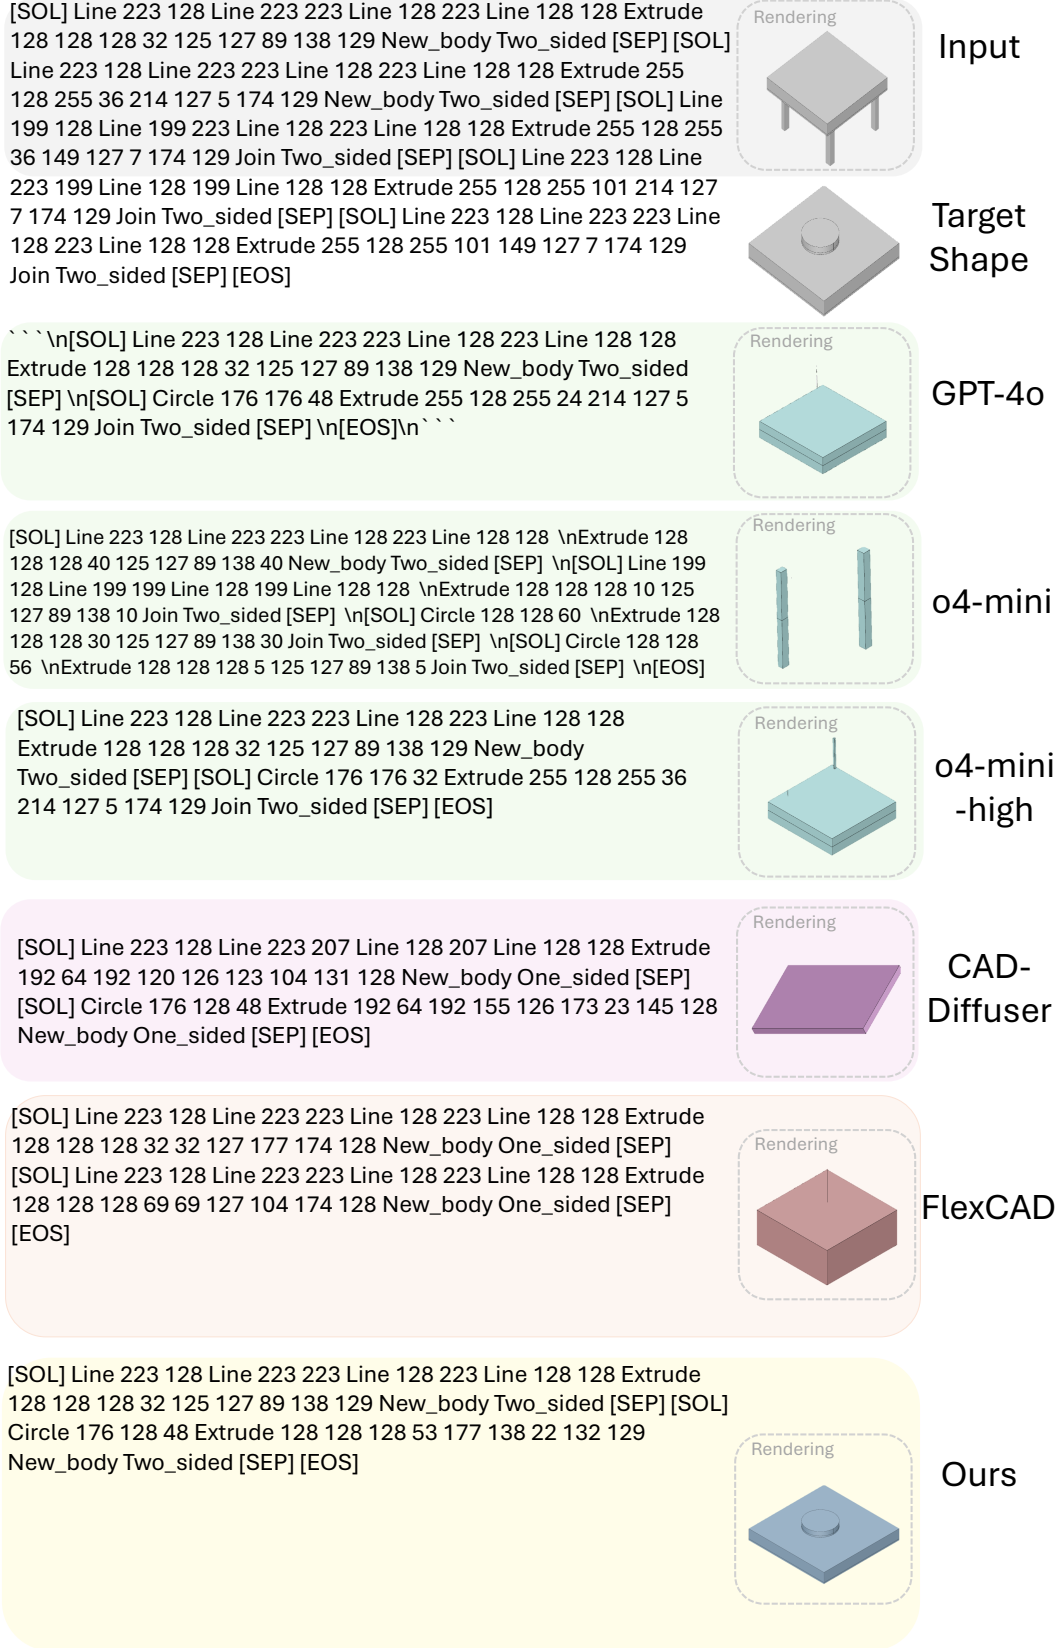 [SOL] Line 223 128 Line 223 223 Line 128 223 Line 128 128 Extrude
128 128 128 32 125 127 89 138 129 New_body Two_sided [SEP] [SOL]
Line 223 128 Line 223 223 Line 128 223 Line 128 128 Extrude 255
128 255 36 214 127 5 174 129 New_body Two_sided [SEP] [SOL] Line
199 128 Line 199 223 Line 128 223 Line 128 128 Extrude 255 128 255
36 149 127 7 174 129 Join Two_sided [SEP] [SOL] Line 223 128 Line
223 199 Line 128 199 Line 128 128 Extrude 255 128 255 101 214 127
7 174 129 Join Two_sided [SEP] [SOL] Line 223 128 Line 223 223 Line
128 223 Line 128 128 Extrude 255 128 255 101 149 127 7 174 129
Join Two_sided [SEP] [EOS]
Rendering
Input
Target
Shape
```\n[SOL] Line 223 128 Line 223 223 Line 128 223 Line 128 128
Extrude 128 128 128 32 125 127 89 138 129 New_body Two_sided
[SEP] \n[SOL] Circle 176 176 48 Extrude 255 128 255 24 214 127 5
174 129 Join Two_sided [SEP] \n[EOS]\n```
Rendering
GPT-4o
[SOL] Line 223 128 Line 223 223 Line 128 223 Line 128 128 \nExtrude 128
128 128 40 125 127 89 138 40 New_body Two_sided [SEP] \n[SOL] Line 199
128 Line 199 199 Line 128 199 Line 128 128 \nExtrude 128 128 128 10 125
127 89 138 10 Join Two_sided [SEP] \n[SOL] Circle 128 128 60 \nExtrude 128
128 128 30 125 127 89 138 30 Join Two_sided [SEP] \n[SOL] Circle 128 128
56 \nExtrude 128 128 128 5 125 127 89 138 5 Join Two_sided [SEP] \n[EOS]
Rendering
o4-mini
[SOL] Line 223 128 Line 223 223 Line 128 223 Line 128 128
Extrude 128 128 128 32 125 127 89 138 129 New_body
Two_sided [SEP] [SOL] Circle 176 176 32 Extrude 255 128 255 36
214 127 5 174 129 Join Two_sided [SEP] [EOS]
Rendering
o4-mini
-high
[SOL] Line 223 128 Line 223 207 Line 128 207 Line 128 128 Extrude
192 64 192 120 126 123 104 131 128 New_body One_sided [SEP]
[SOL] Circle 176 128 48 Extrude 192 64 192 155 126 173 23 145 128
New_body One_sided [SEP] [EOS]
Rendering
CAD-
Diffuser
[SOL] Line 223 128 Line 223 223 Line 128 223 Line 128 128 Extrude
128 128 128 32 32 127 177 174 128 New_body One_sided [SEP]
[SOL] Line 223 128 Line 223 223 Line 128 223 Line 128 128 Extrude
128 128 128 69 69 127 104 174 128 New_body One_sided [SEP]
[EOS]
Rendering
FlexCAD
[SOL] Line 223 128 Line 223 223 Line 128 223 Line 128 128 Extrude
128 128 128 32 125 127 89 138 129 New_body Two_sided [SEP] [SOL]
Circle 176 128 48 Extrude 128 128 128 53 177 138 22 132 129
New_body Two_sided [SEP] [EOS]
Rendering
Ours